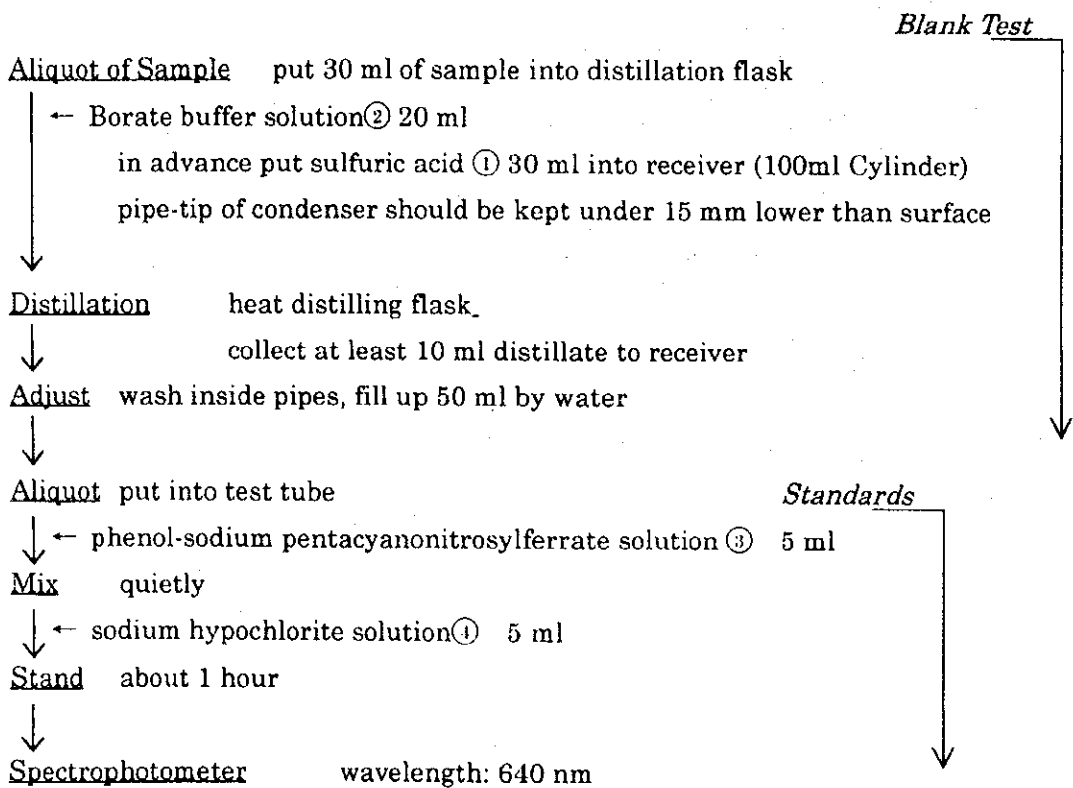 Blank Test
Aliquot of Sample put 30 ml of sample into distillation flask
← Borate buffer solution② 20 ml
in advance put sulfuric acid ① 30 ml into receiver (100ml Cylinder)
pipe-tip of condenser should be kept under 15 mm lower than surface
Distillation heat distilling flask
collect at least 10 ml distillate to receiver
Adjust wash inside pipes, fill up 50 ml by water
Aliquot put into test tube Standards
← phenol-sodium pentacyanonitrosylferrate solution ③ 5 ml
Mix quietly
← sodium hypochlorite solution④ 5 ml
Stand about 1 hour
Spectrophotometer wavelength: 640 nm